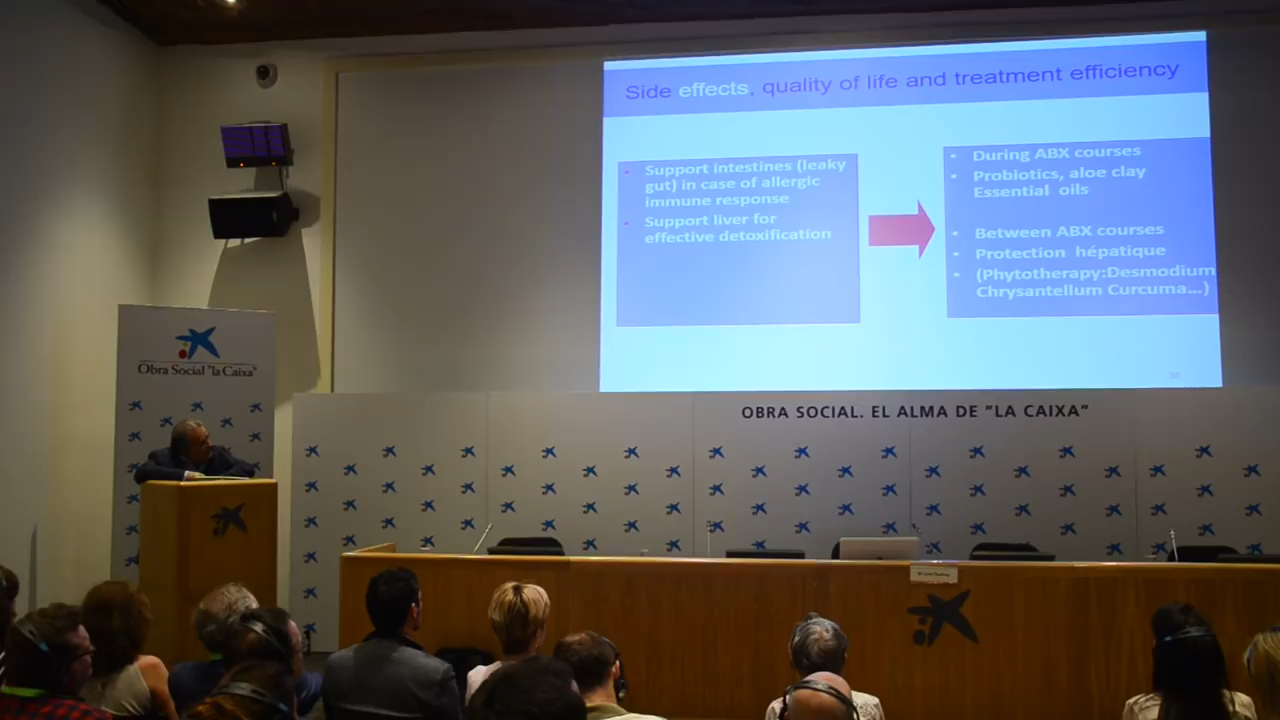 Side effects, quality of life and treatment efficiency
Support intestines (leaky
gut) in case of allergic
immune response
Support liver for
effective detoxification
During ABX courses
Probiotics, aloe clay
Essential oils
Between ABX courses
Protection hépatique
(Phytotherapy:Desmodium
Chrysantellum Curcuma...)
Obra Social "la Caixa"
OBRA SOCIAL. EL ALMA DE "LA CAIXA"